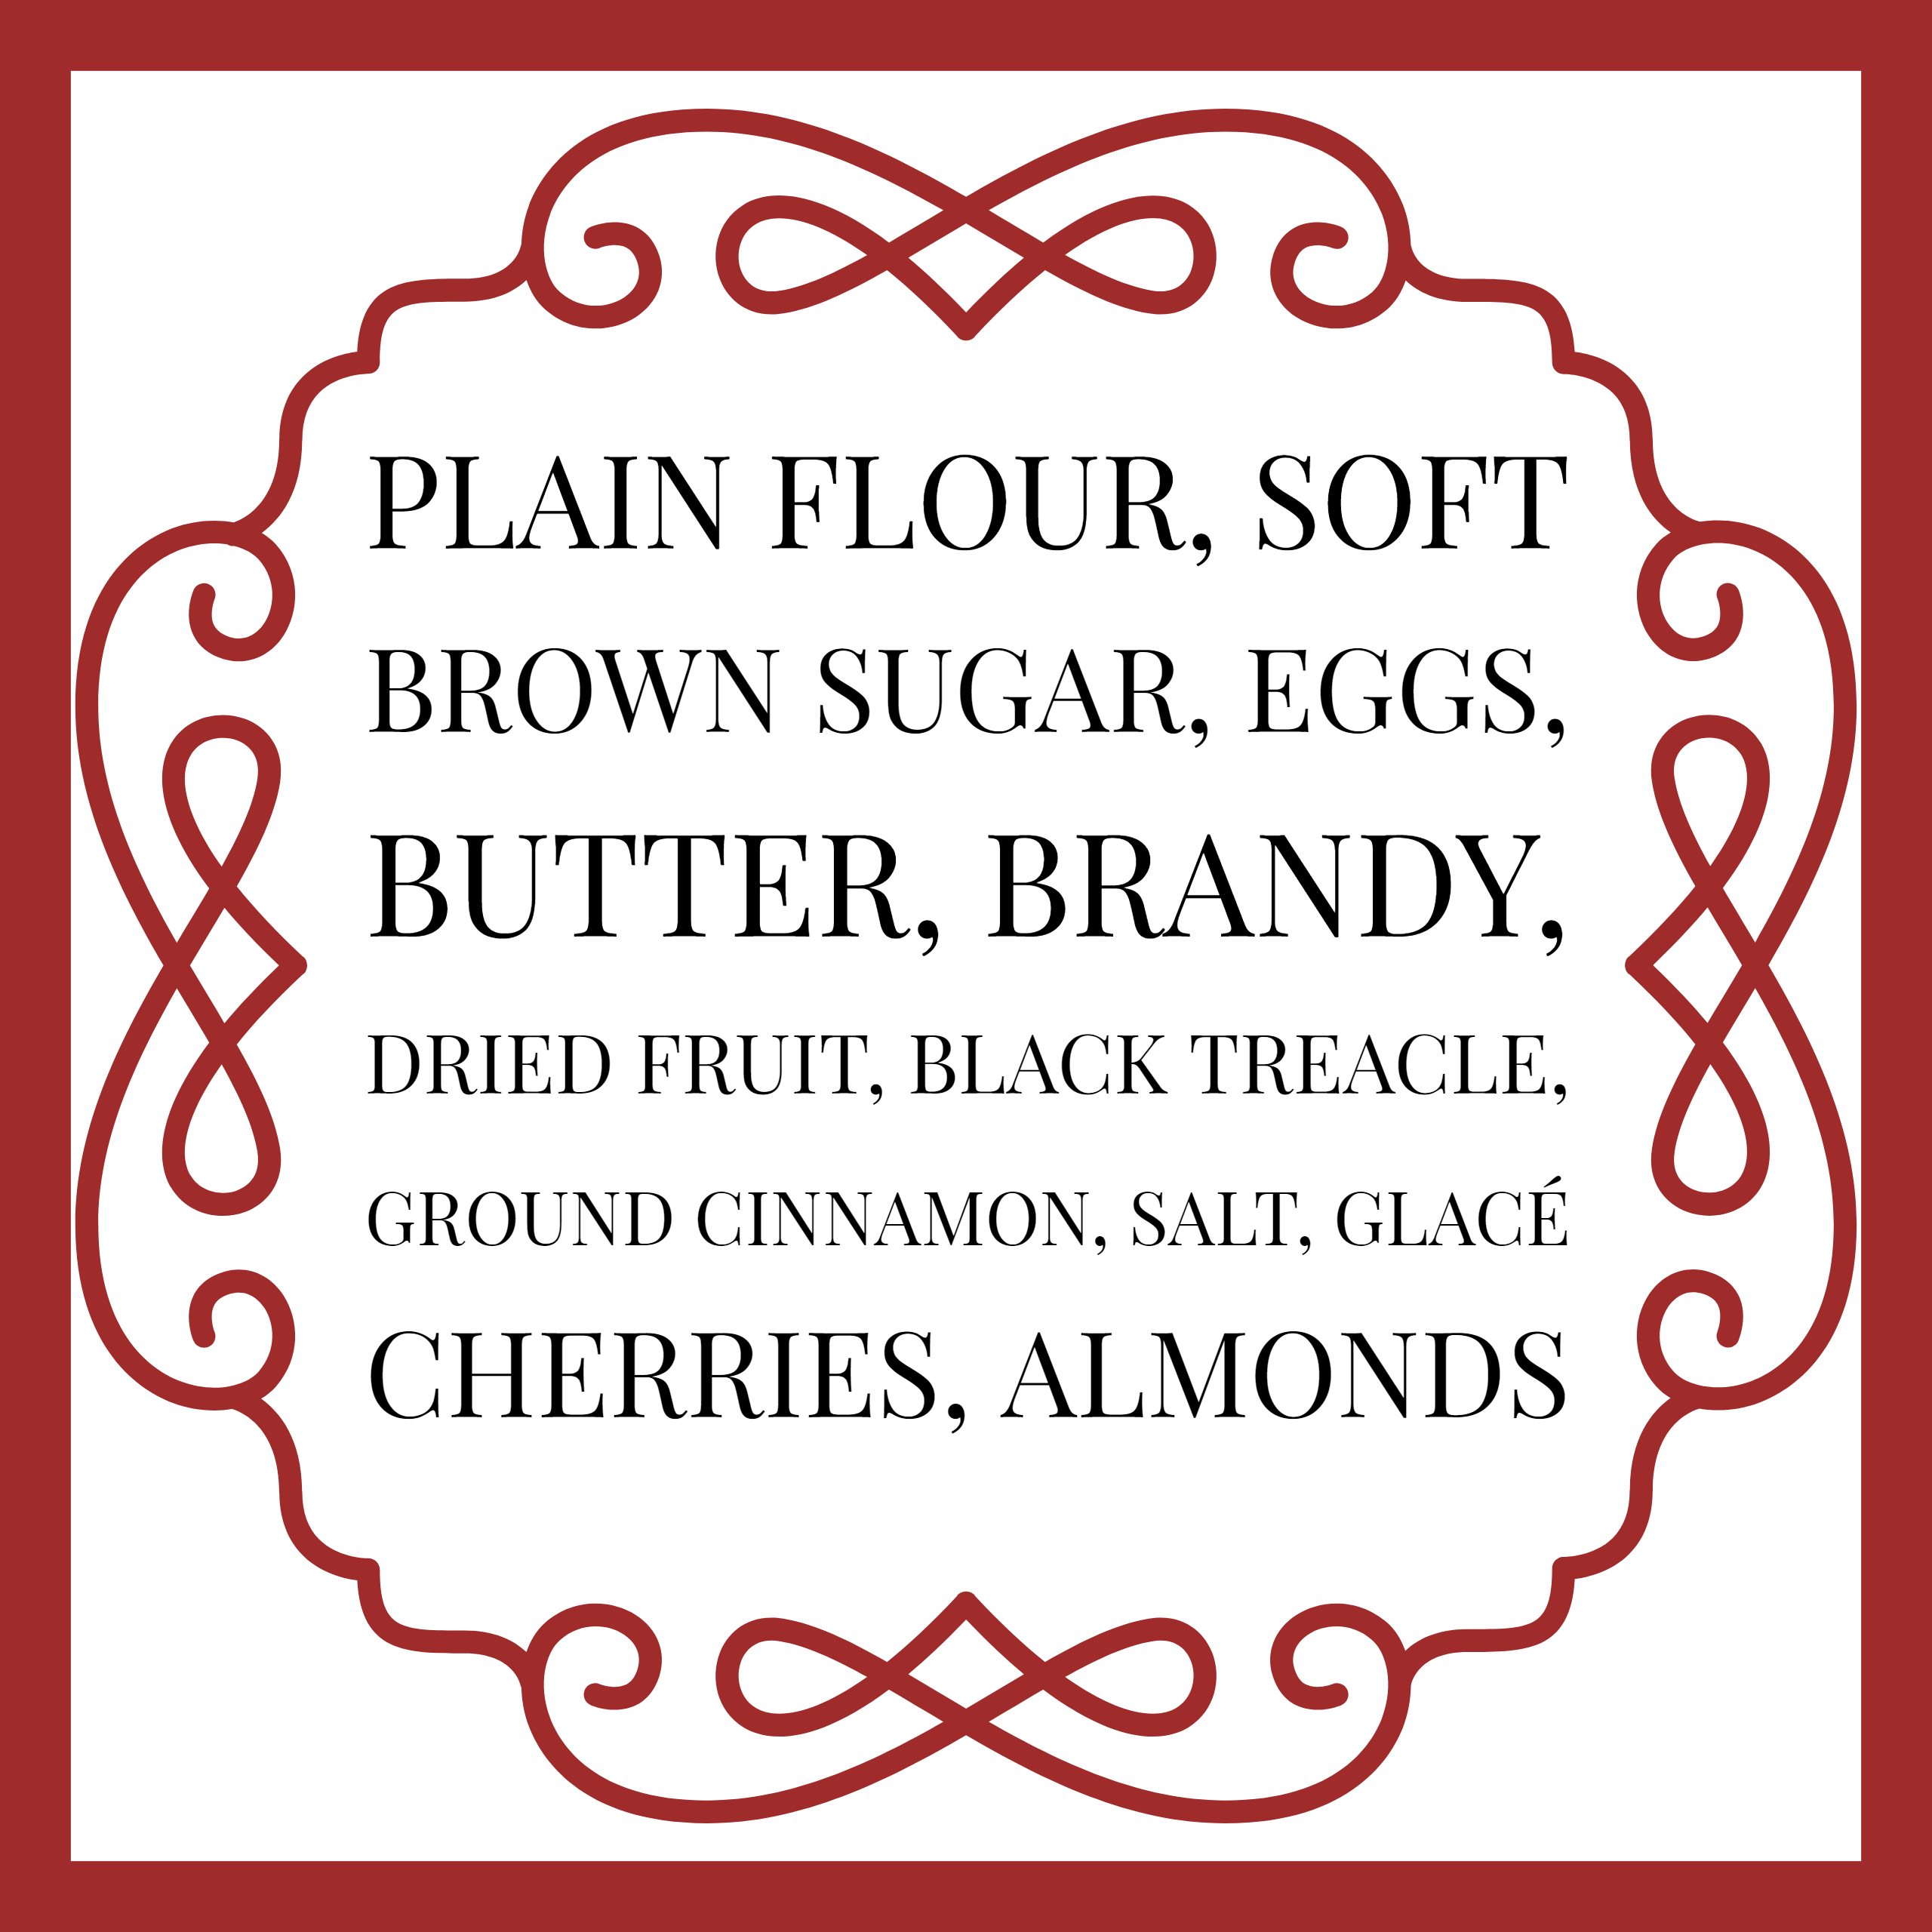 PLAIN FLOUR, SOFT
BROWN SUGAR, EGGS,
BUTTER, BRANDY,
DRIED FRUIT, BLACK TREACLE,
GROUND CINNAMON, SALT, GLACÉ
CHERRIES, ALMONDS